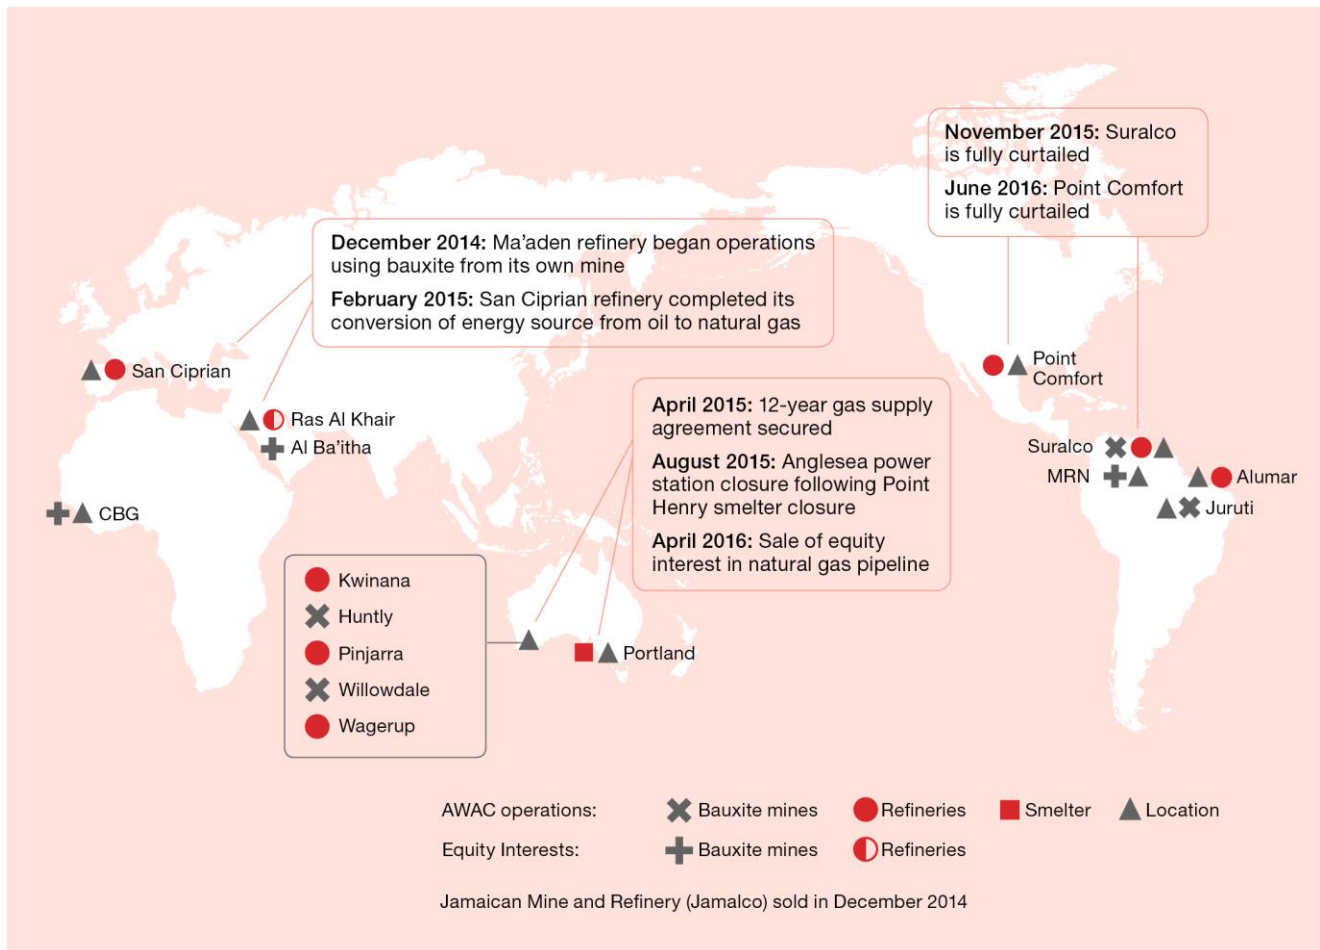 November 2015: Suralco
is fully curtailed
June 2016: Point Comfort
is fully curtailed
December 2014: Ma’aden refinery began operations
using bauxite from its own mine
February 2015: San Ciprian refinery completed its
conversion of energy source from oil to natural gas
San Ciprian
Ras Al Khair
Al Ba’itha
CBG
Point
Comfort
April 2015: 12-year gas supply
agreement secured
August 2015: Anglesea power
station closure following Point
Henry smelter closure
April 2016: Sale of equity
interest in natural gas pipeline
Suralco
MRN
Alumar
Juruti
Kwinana
Huntly
Pinjarra
Willowdale
Wagerup
Portland
AWAC operations: Bauxite mines Refineries Smelter Location
Equity Interests: Bauxite mines Refineries
Jamaican Mine and Refinery (Jamalco) sold in December 2014